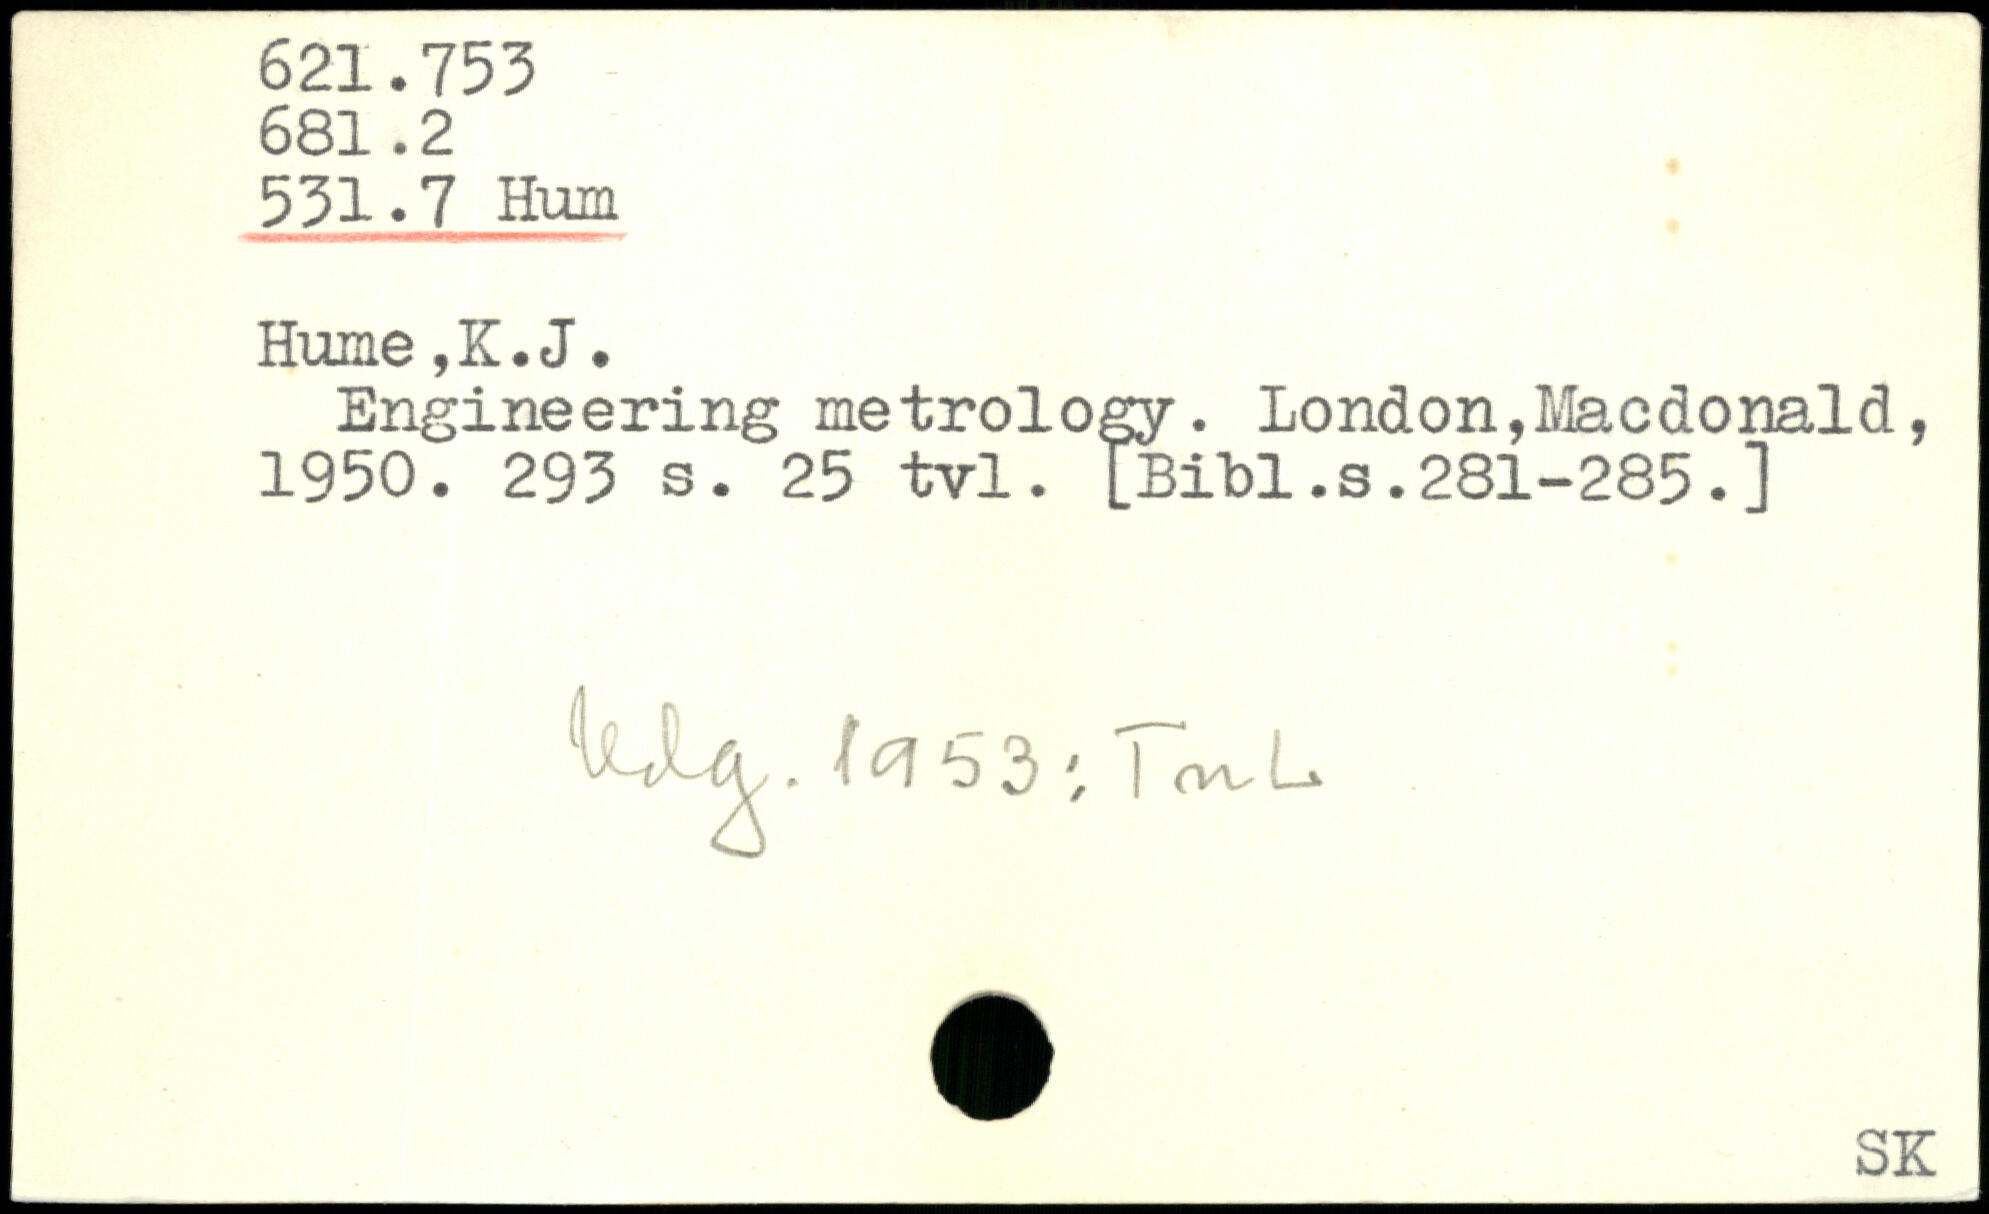 621.753
681.2
531.7 Hum
Hume,K.J.
Engineering metrology. London,Macdonald,
1950. 293 s. 25 tvl. [Bibl.s.281-285.]
Udg. 1953: TnL
SK